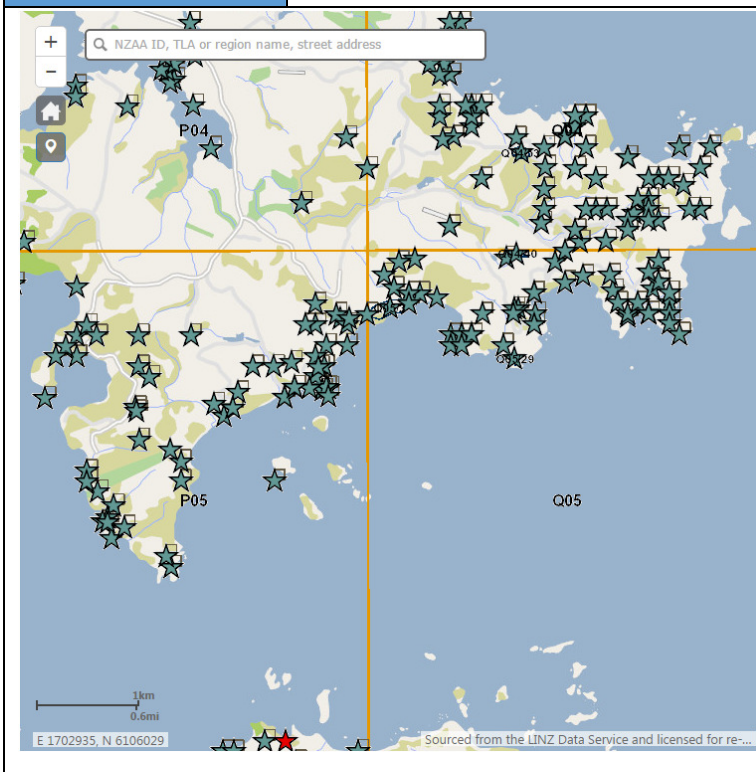 +
NZAA ID, TLA or region name, street address
−
P04
Q04
P05
Q05
1km
0.6mi
E 1702935, N 6106029
Sourced from the LINZ Data Service and licensed for re-...